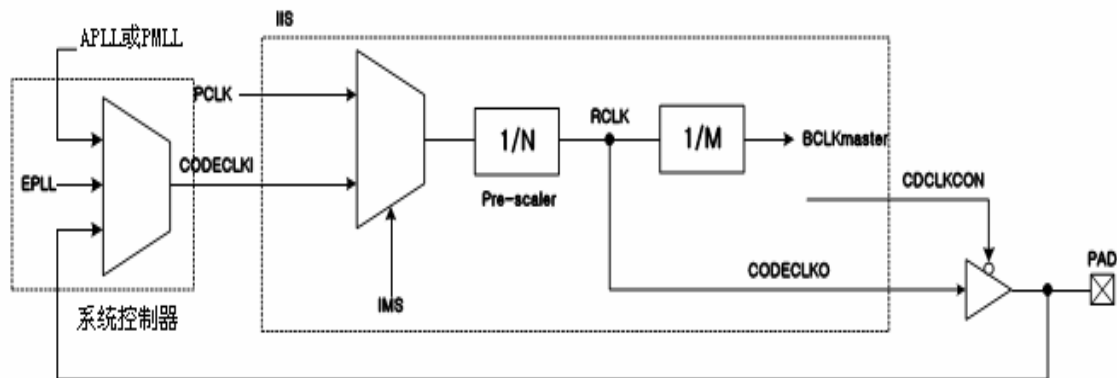 IIS
APLL或PMLL
PCLK
RCLK
1/N
1/M
BCLKmaster
CODECLKI
EPLL
Pre-scaler
CDCLKCON
CODECLKO
PAD
IMS
系统控制器